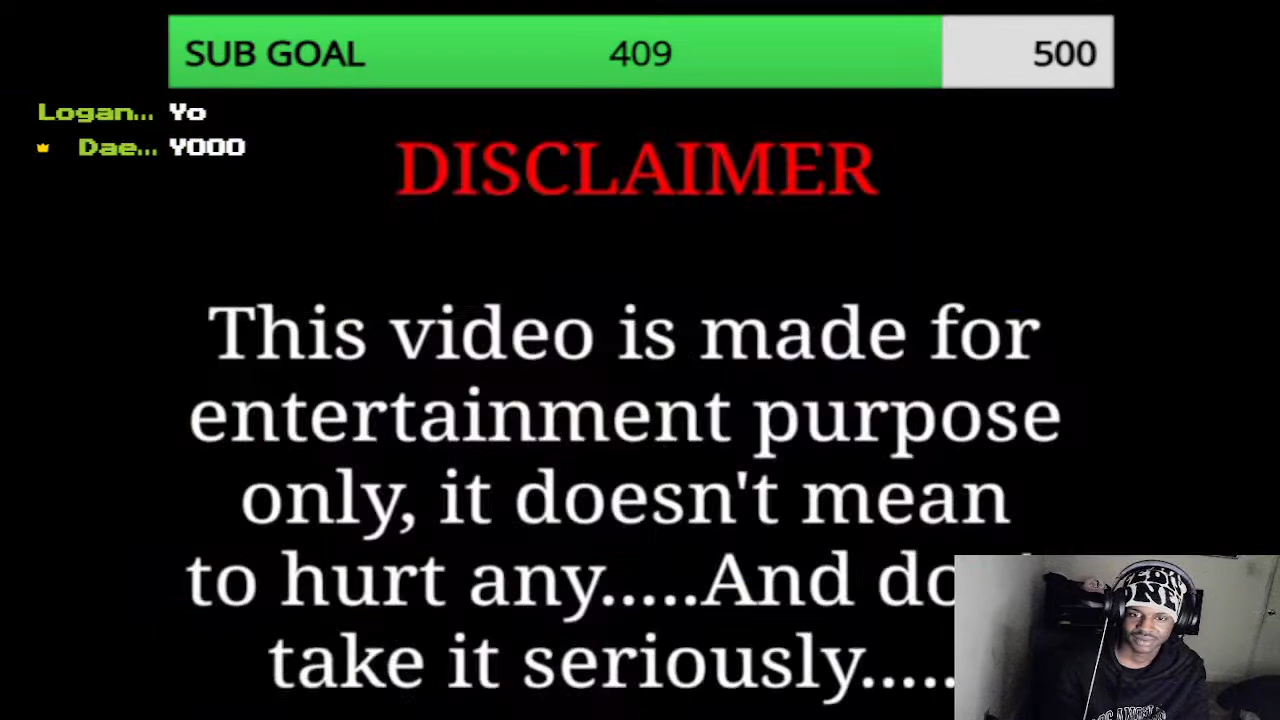 SUB GOAL 409 500
Logan... Yo
Dae... YOOO
DISCLAIMER
This video is made for
entertainment purpose
only, it doesn't mean
to hurt any.....And do
take it seriously.....